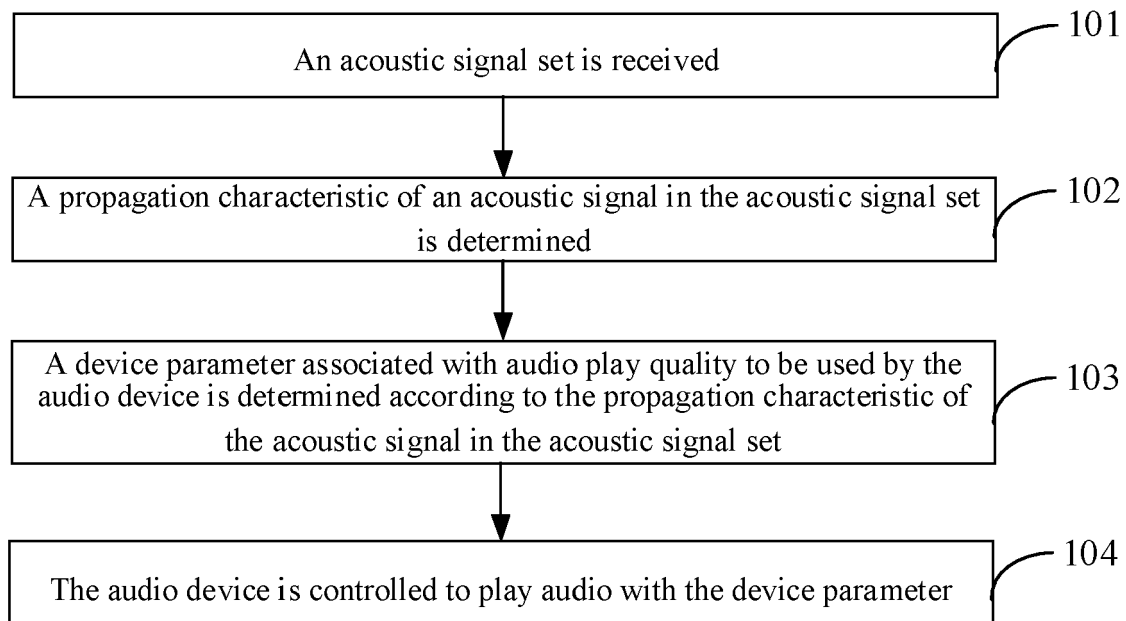 An acoustic signal set is received
101
A propagation characteristic of an acoustic signal in the acoustic signal set
is determined
102
A device parameter associated with audio play quality to be used by the
audio device is determined according to the propagation characteristic of
the acoustic signal in the acoustic signal set
103
The audio device is controlled to play audio with the device parameter
104